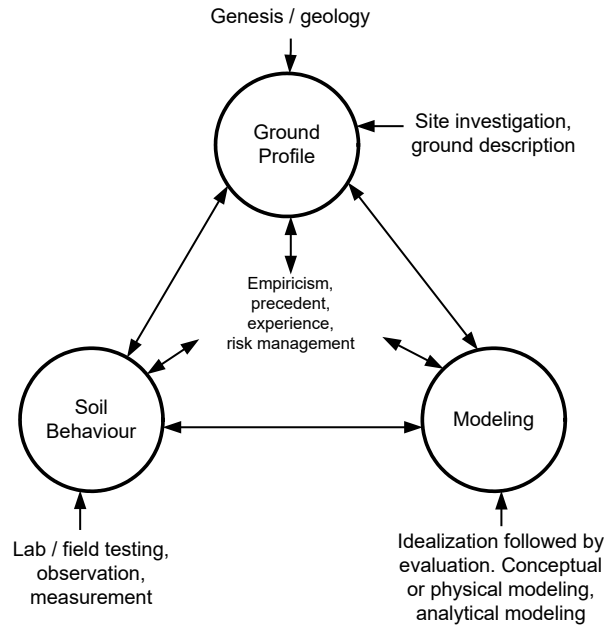 Genesis / geology
Ground
Profile
Site investigation,
ground description
Empiricism,
precedent,
experience,
risk management
Soil
Behaviour
Modeling
Lab / field testing,
observation,
measurement
Idealization followed by
evaluation. Conceptual
or physical modeling,
analytical modeling